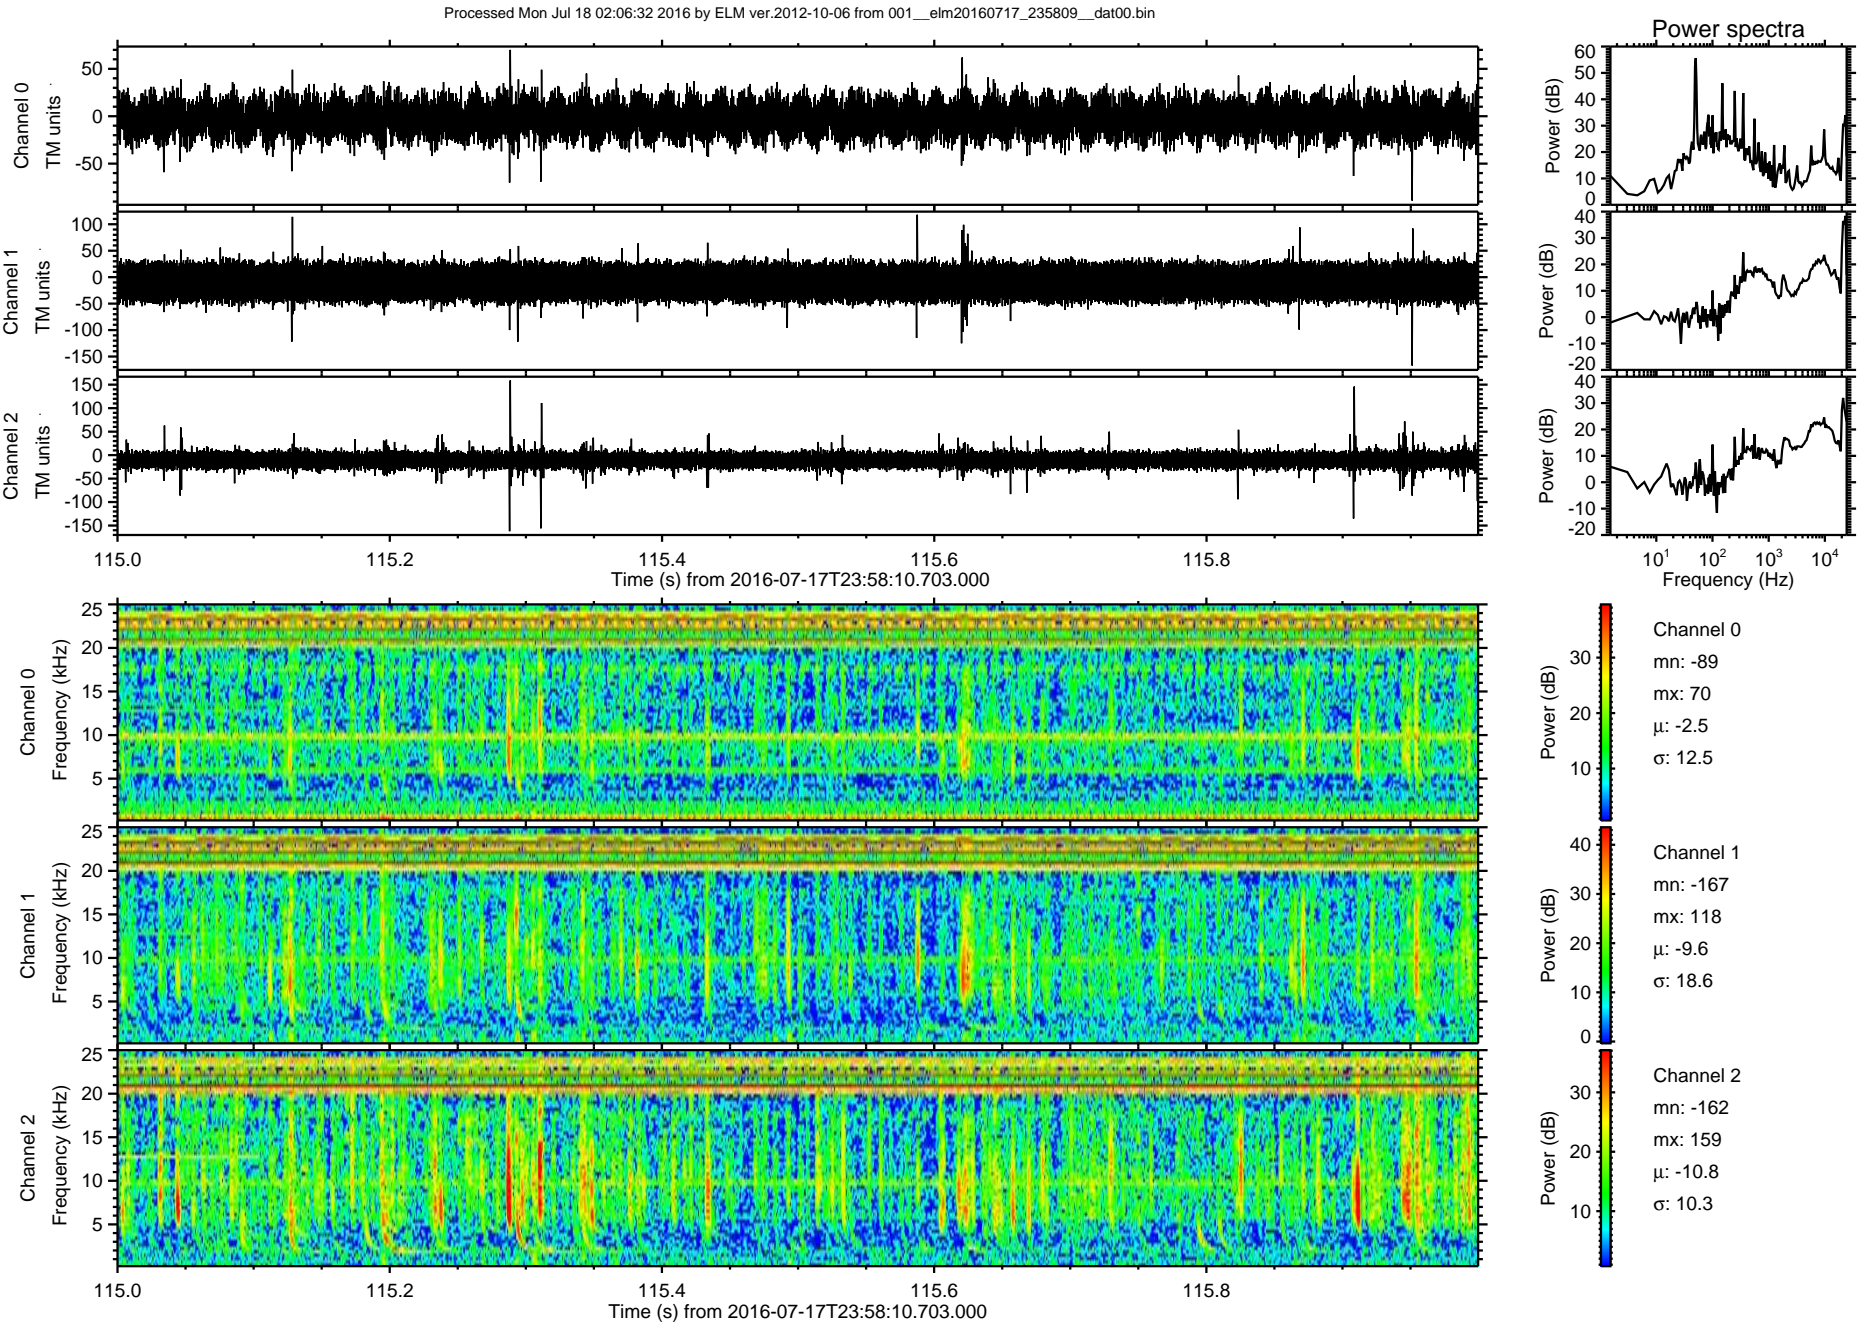 Processed Mon Jul 18 02:06:32 2016 by ELM ver.2012-10-06 from 001__elm20160717_235809__dat00.bin
Power spectra
Channel 0
TM units
50
0
-50
Power (dB)
60
50
40
30
20
10
0
Channel 1
TM units
100
50
0
-50
-100
-150
Power (dB)
40
30
20
10
0
-10
-20
Channel 2
TM units
150
100
50
0
-50
-100
-150
Power (dB)
40
30
20
10
0
-10
-20
115.0 115.2 115.4 115.6 115.8
Time (s) from 2016-07-17T23:58:10.703.000
10¹ 10² 10³ 10⁴
Frequency (Hz)
Channel 0
Frequency (kHz)
25
20
15
10
5
Power (dB)
30
20
10
Channel 0
mn: -89
mx: 70
μ: -2.5
σ: 12.5
Channel 1
Frequency (kHz)
25
20
15
10
5
Power (dB)
40
30
20
10
0
Channel 1
mn: -167
mx: 118
μ: -9.6
σ: 18.6
Channel 2
Frequency (kHz)
25
20
15
10
5
Power (dB)
30
20
10
Channel 2
mn: -162
mx: 159
μ: -10.8
σ: 10.3
115.0 115.2 115.4 115.6 115.8
Time (s) from 2016-07-17T23:58:10.703.000